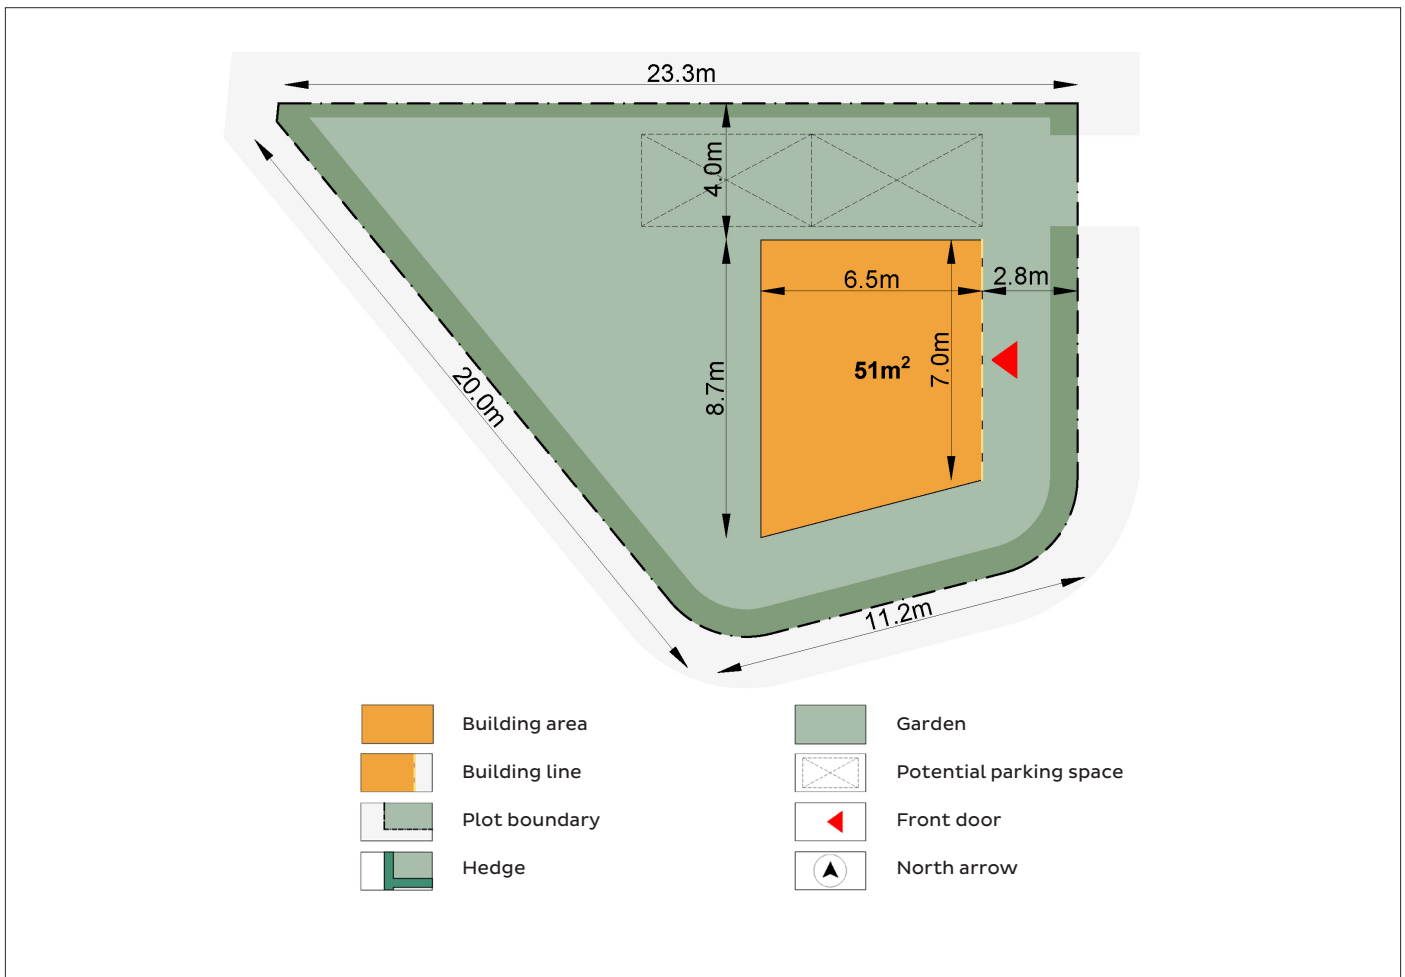 23.3m
4.0m
6.5m
2.8m
7.0m
51m²
8.7m
20.0m
11.2m
Building area
Building line
Plot boundary
Hedge
Garden
Potential parking space
Front door
North arrow